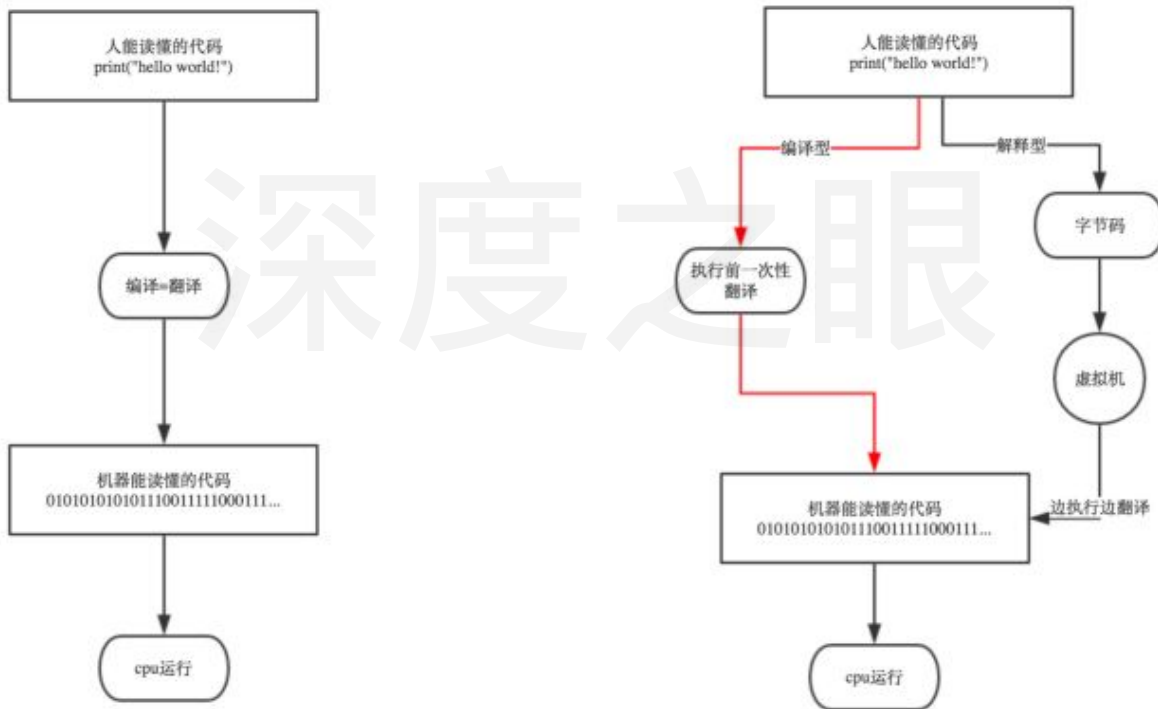 人能读懂的代码
print("hello world!")
编译=翻译
机器能读懂的代码
0101010101011110011111000111...
cpu运行
人能读懂的代码
print("hello world!")
编译型
解释型
字节码
执行前一次性
翻译
虚拟机
机器能读懂的代码
0101010101011110011111000111...
边执行边翻译
cpu运行
深度之眼